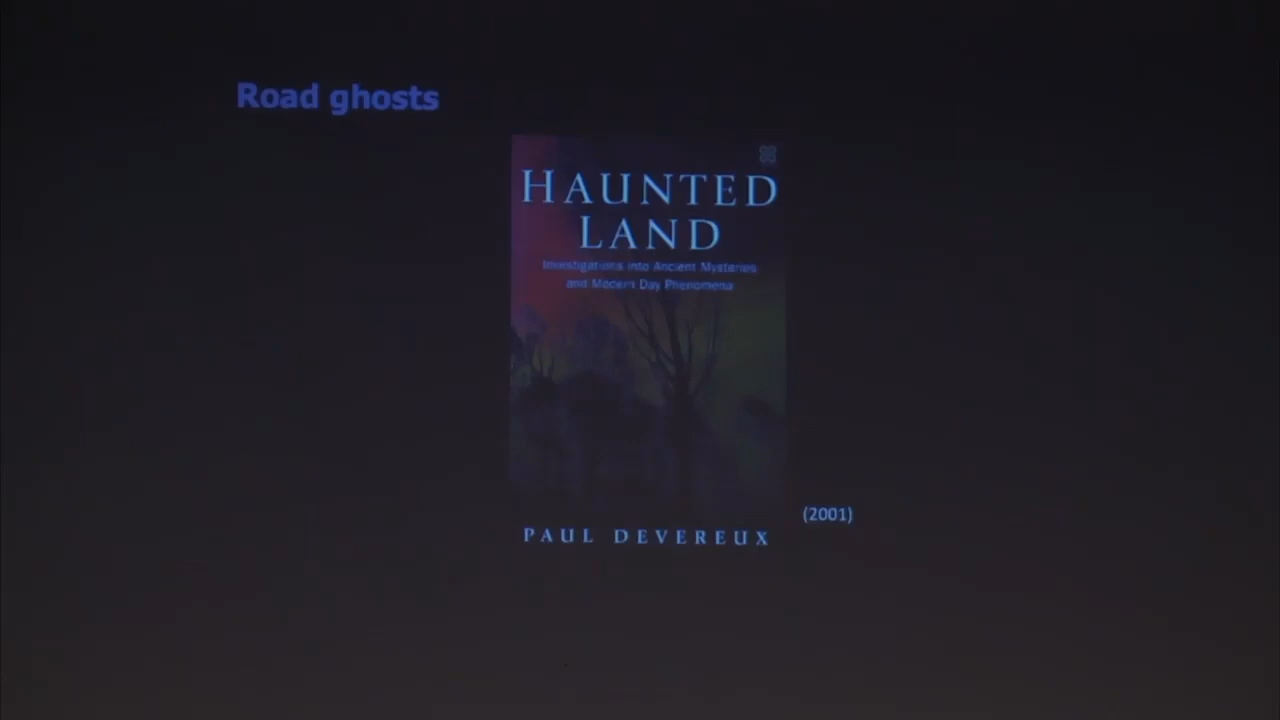 Road ghosts
HAUNTED
LAND
Investigations into Ancient Mysteries
and Modern Day Phenomena
(2001)
PAUL DEVEREUX